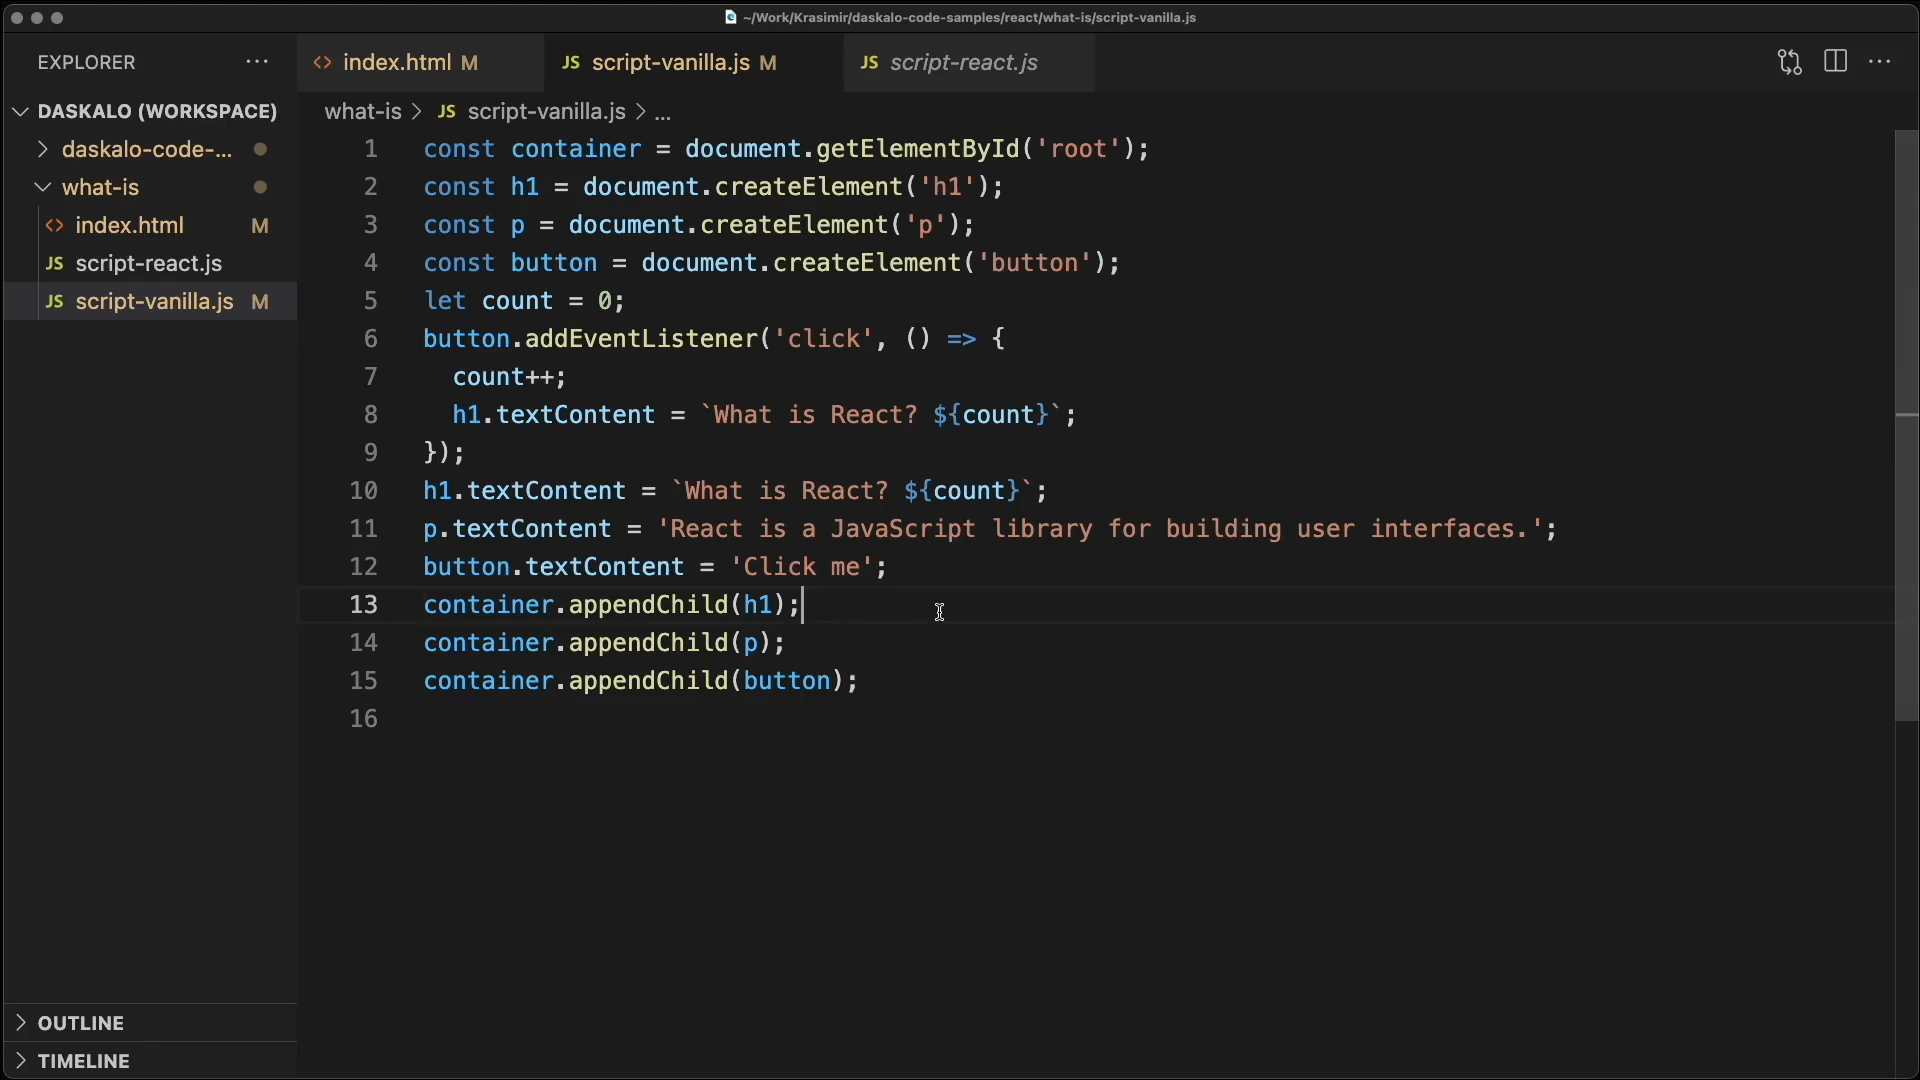 ~/Work/Krasimir/daskalo-code-samples/react/what-is/script-vanilla.js
EXPLORER ···
<> index.html M
JS script-vanilla.js M
JS script-react.js
···
DASKALO (WORKSPACE)
daskalo-code-...
what-is
<> index.html M
JS script-react.js
JS script-vanilla.js M
OUTLINE
TIMELINE
what-is > JS script-vanilla.js > ...
1 const container = document.getElementById('root');
2 const h1 = document.createElement('h1');
3 const p = document.createElement('p');
4 const button = document.createElement('button');
5 let count = 0;
6 button.addEventListener('click', () => {
7   count++;
8   h1.textContent = `What is React? ${count}`;
9 });
10 h1.textContent = `What is React? ${count}`;
11 p.textContent = 'React is a JavaScript library for building user interfaces.';
12 button.textContent = 'Click me';
13 container.appendChild(h1);
14 container.appendChild(p);
15 container.appendChild(button);
16